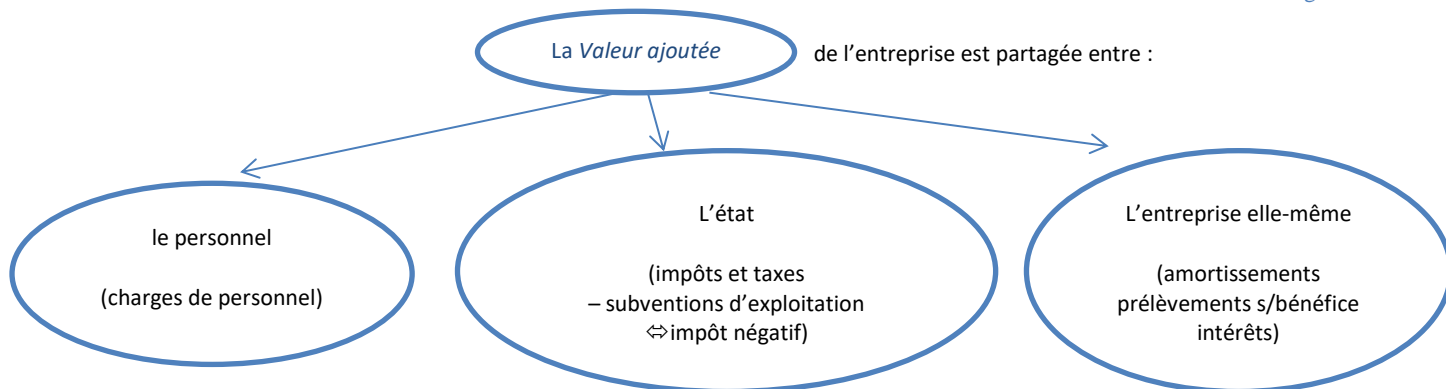 La Valeur ajoutée de l’entreprise est partagée entre :
le personnel
(charges de personnel)
L’état
(impôts et taxes
– subventions d’exploitation
⇔impôt négatif)
L’entreprise elle-même
(amortissements
prélèvements s/bénéfice
intérêts)